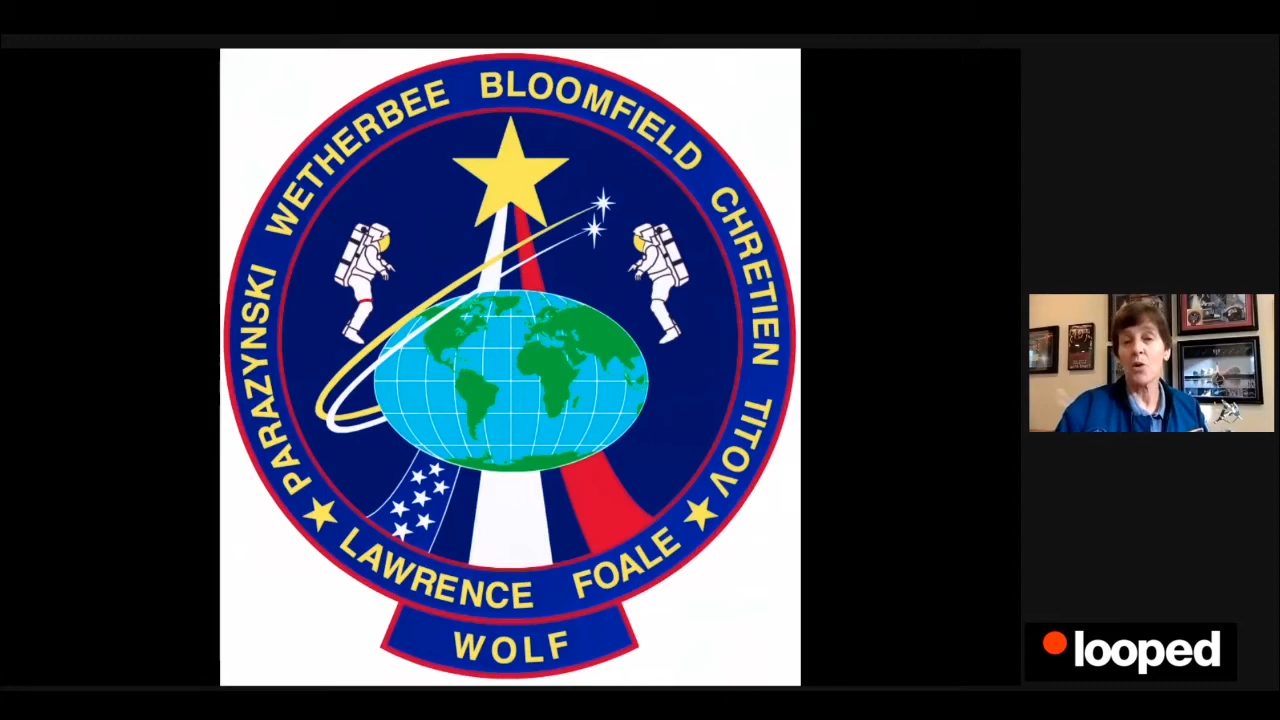 PARAZYNSKI WETHERBEE BLOOMFIELD CHRETIEN TITOV
LAWRENCE FOALE
WOLF
looped